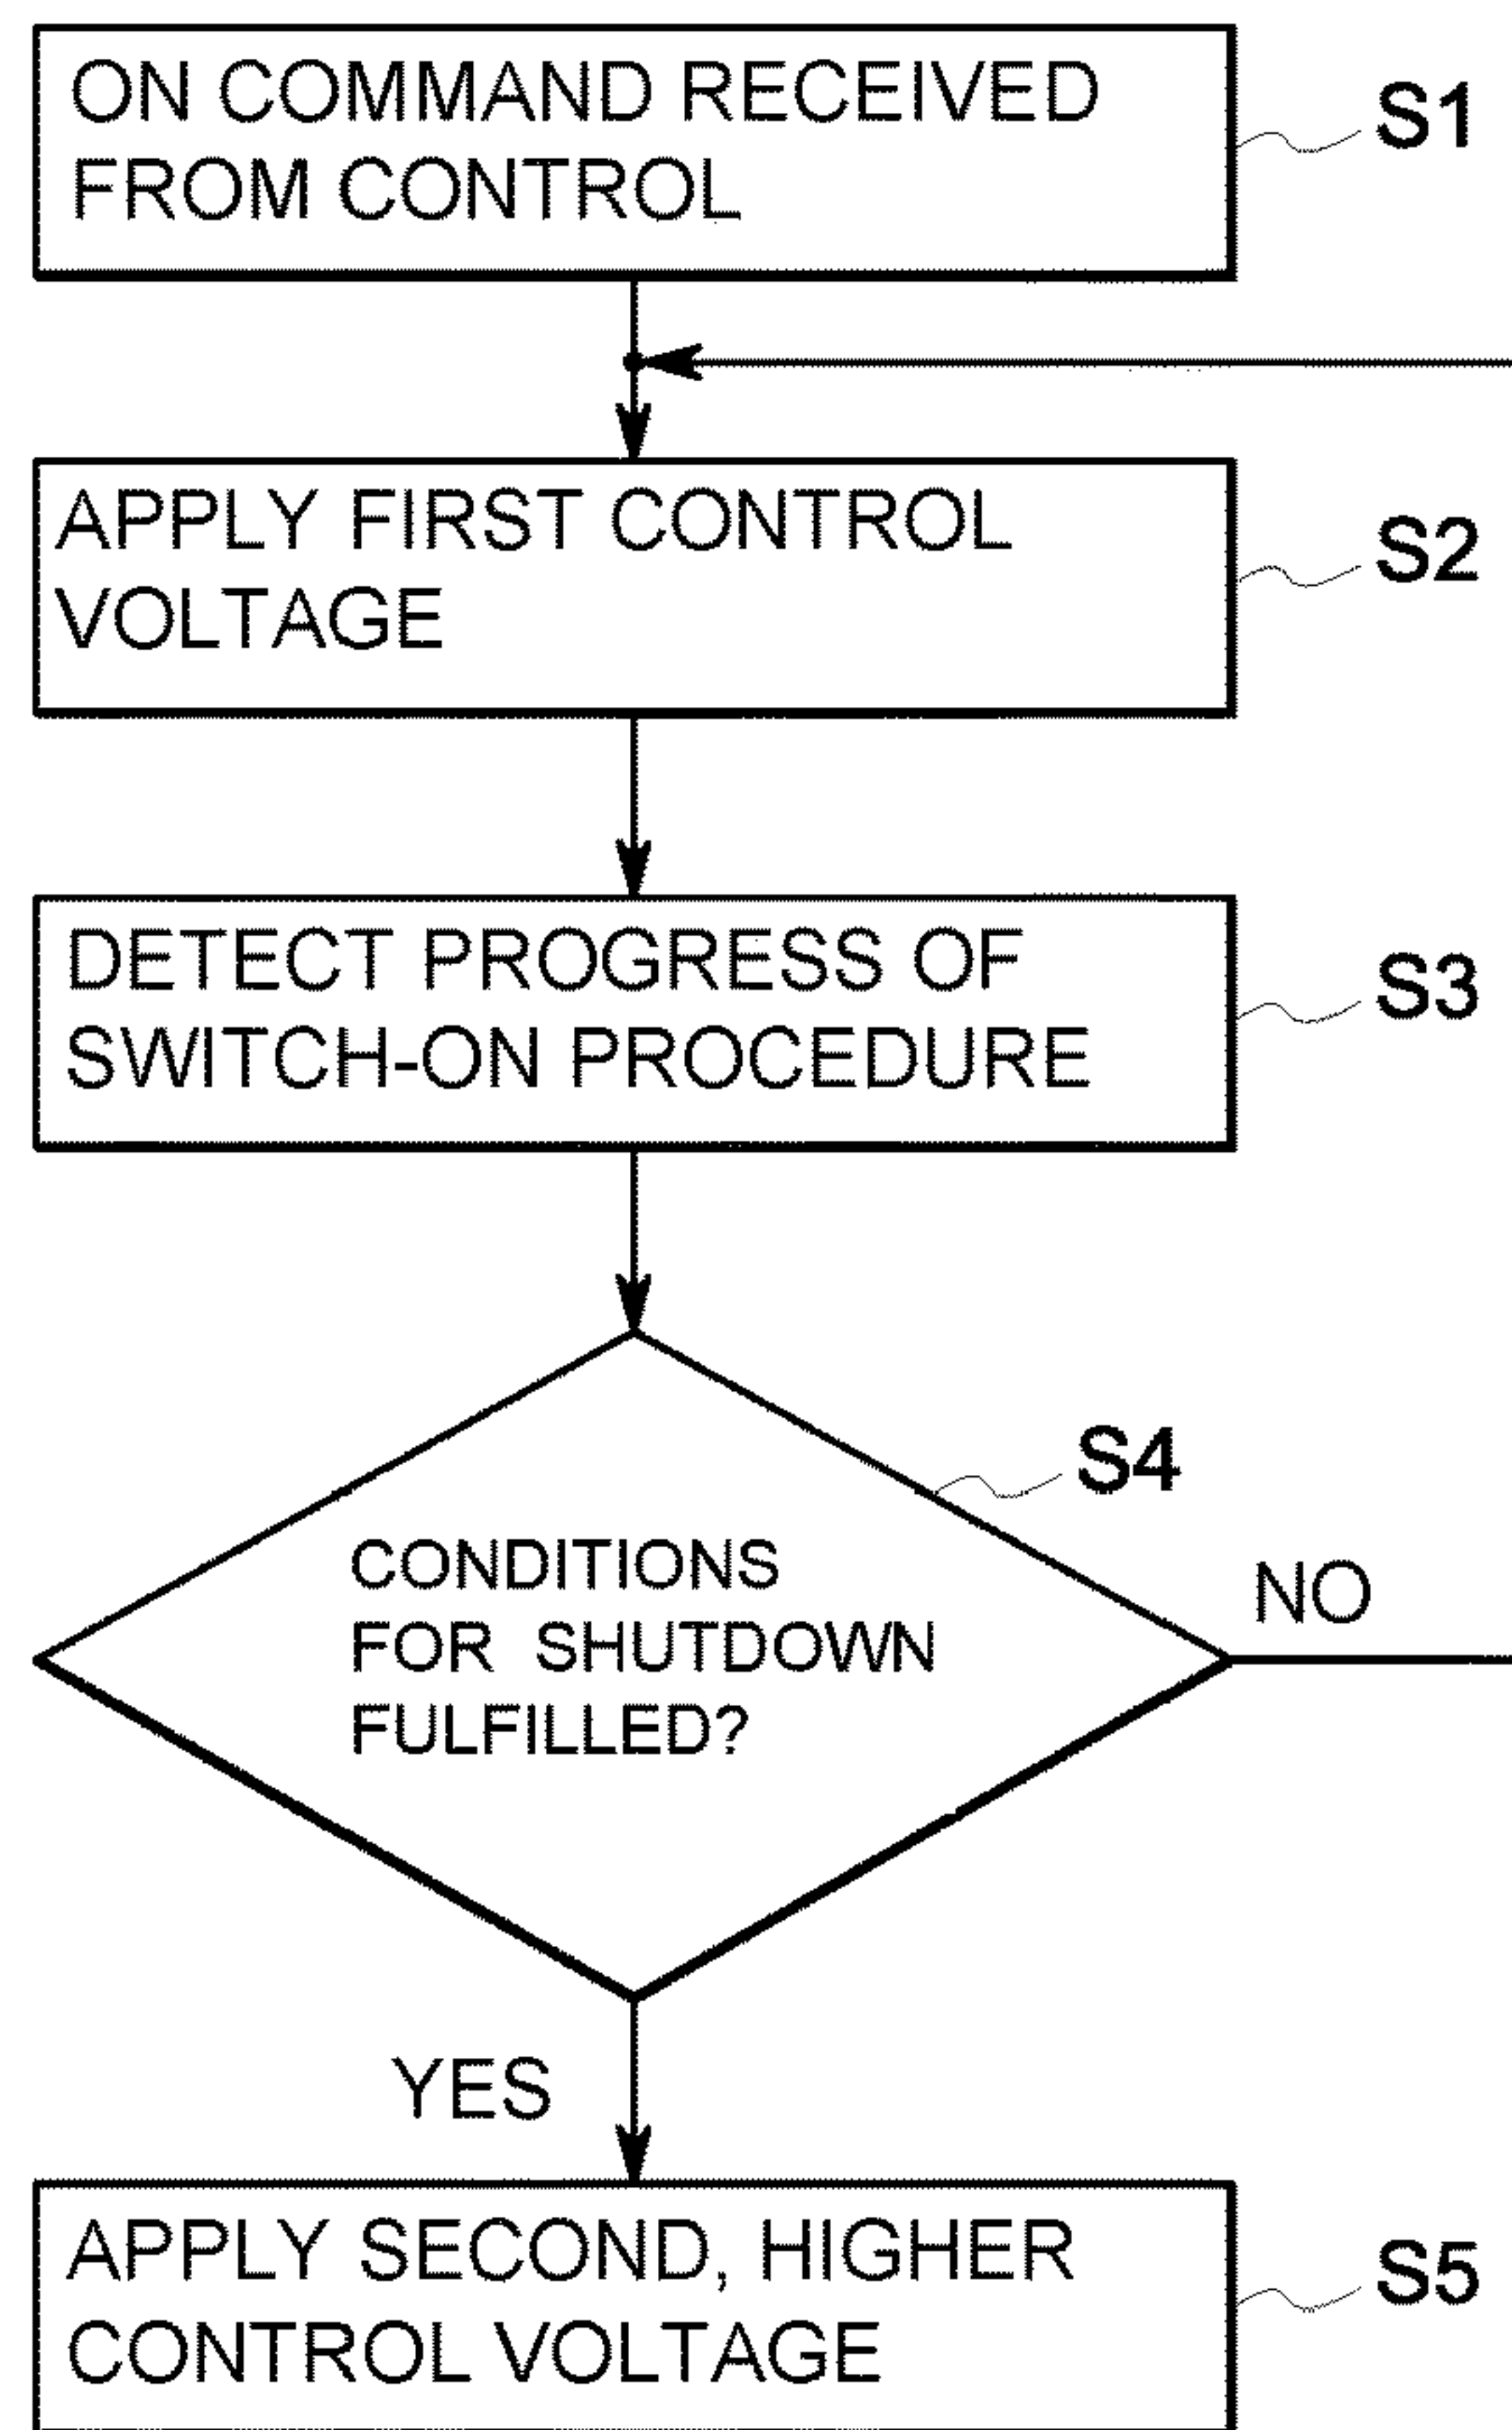 ON COMMAND RECEIVED
FROM CONTROL
S1
APPLY FIRST CONTROL
VOLTAGE
S2
DETECT PROGRESS OF
SWITCH-ON PROCEDURE
S3
S4
CONDITIONS
FOR SHUTDOWN
FULFILLED?
NO
YES
APPLY SECOND, HIGHER
CONTROL VOLTAGE
S5